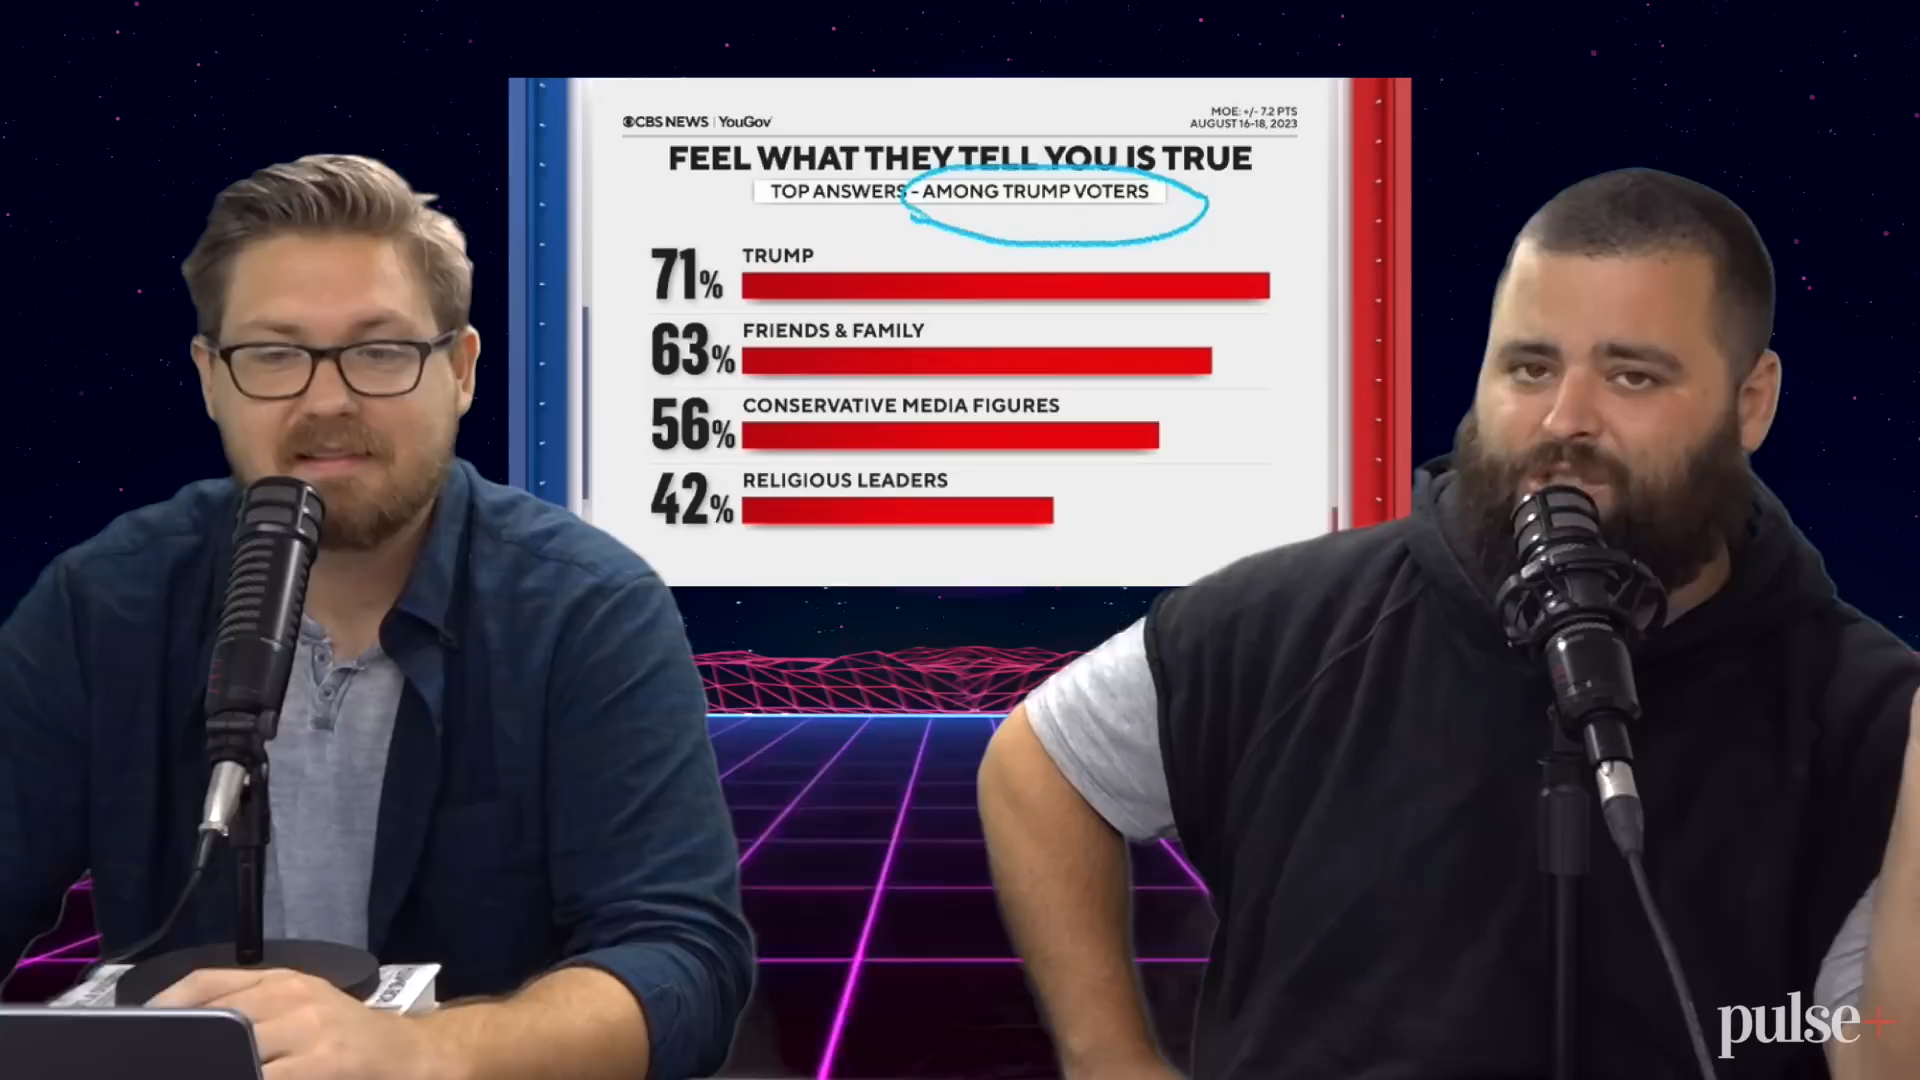 CBS NEWS | YouGov
MOE: +/- 7.2 PTS
AUGUST 16-18, 2023
FEEL WHAT THEY TELL YOU IS TRUE
TOP ANSWERS - AMONG TRUMP VOTERS
71% TRUMP
63% FRIENDS & FAMILY
56% CONSERVATIVE MEDIA FIGURES
42% RELIGIOUS LEADERS
pulse+